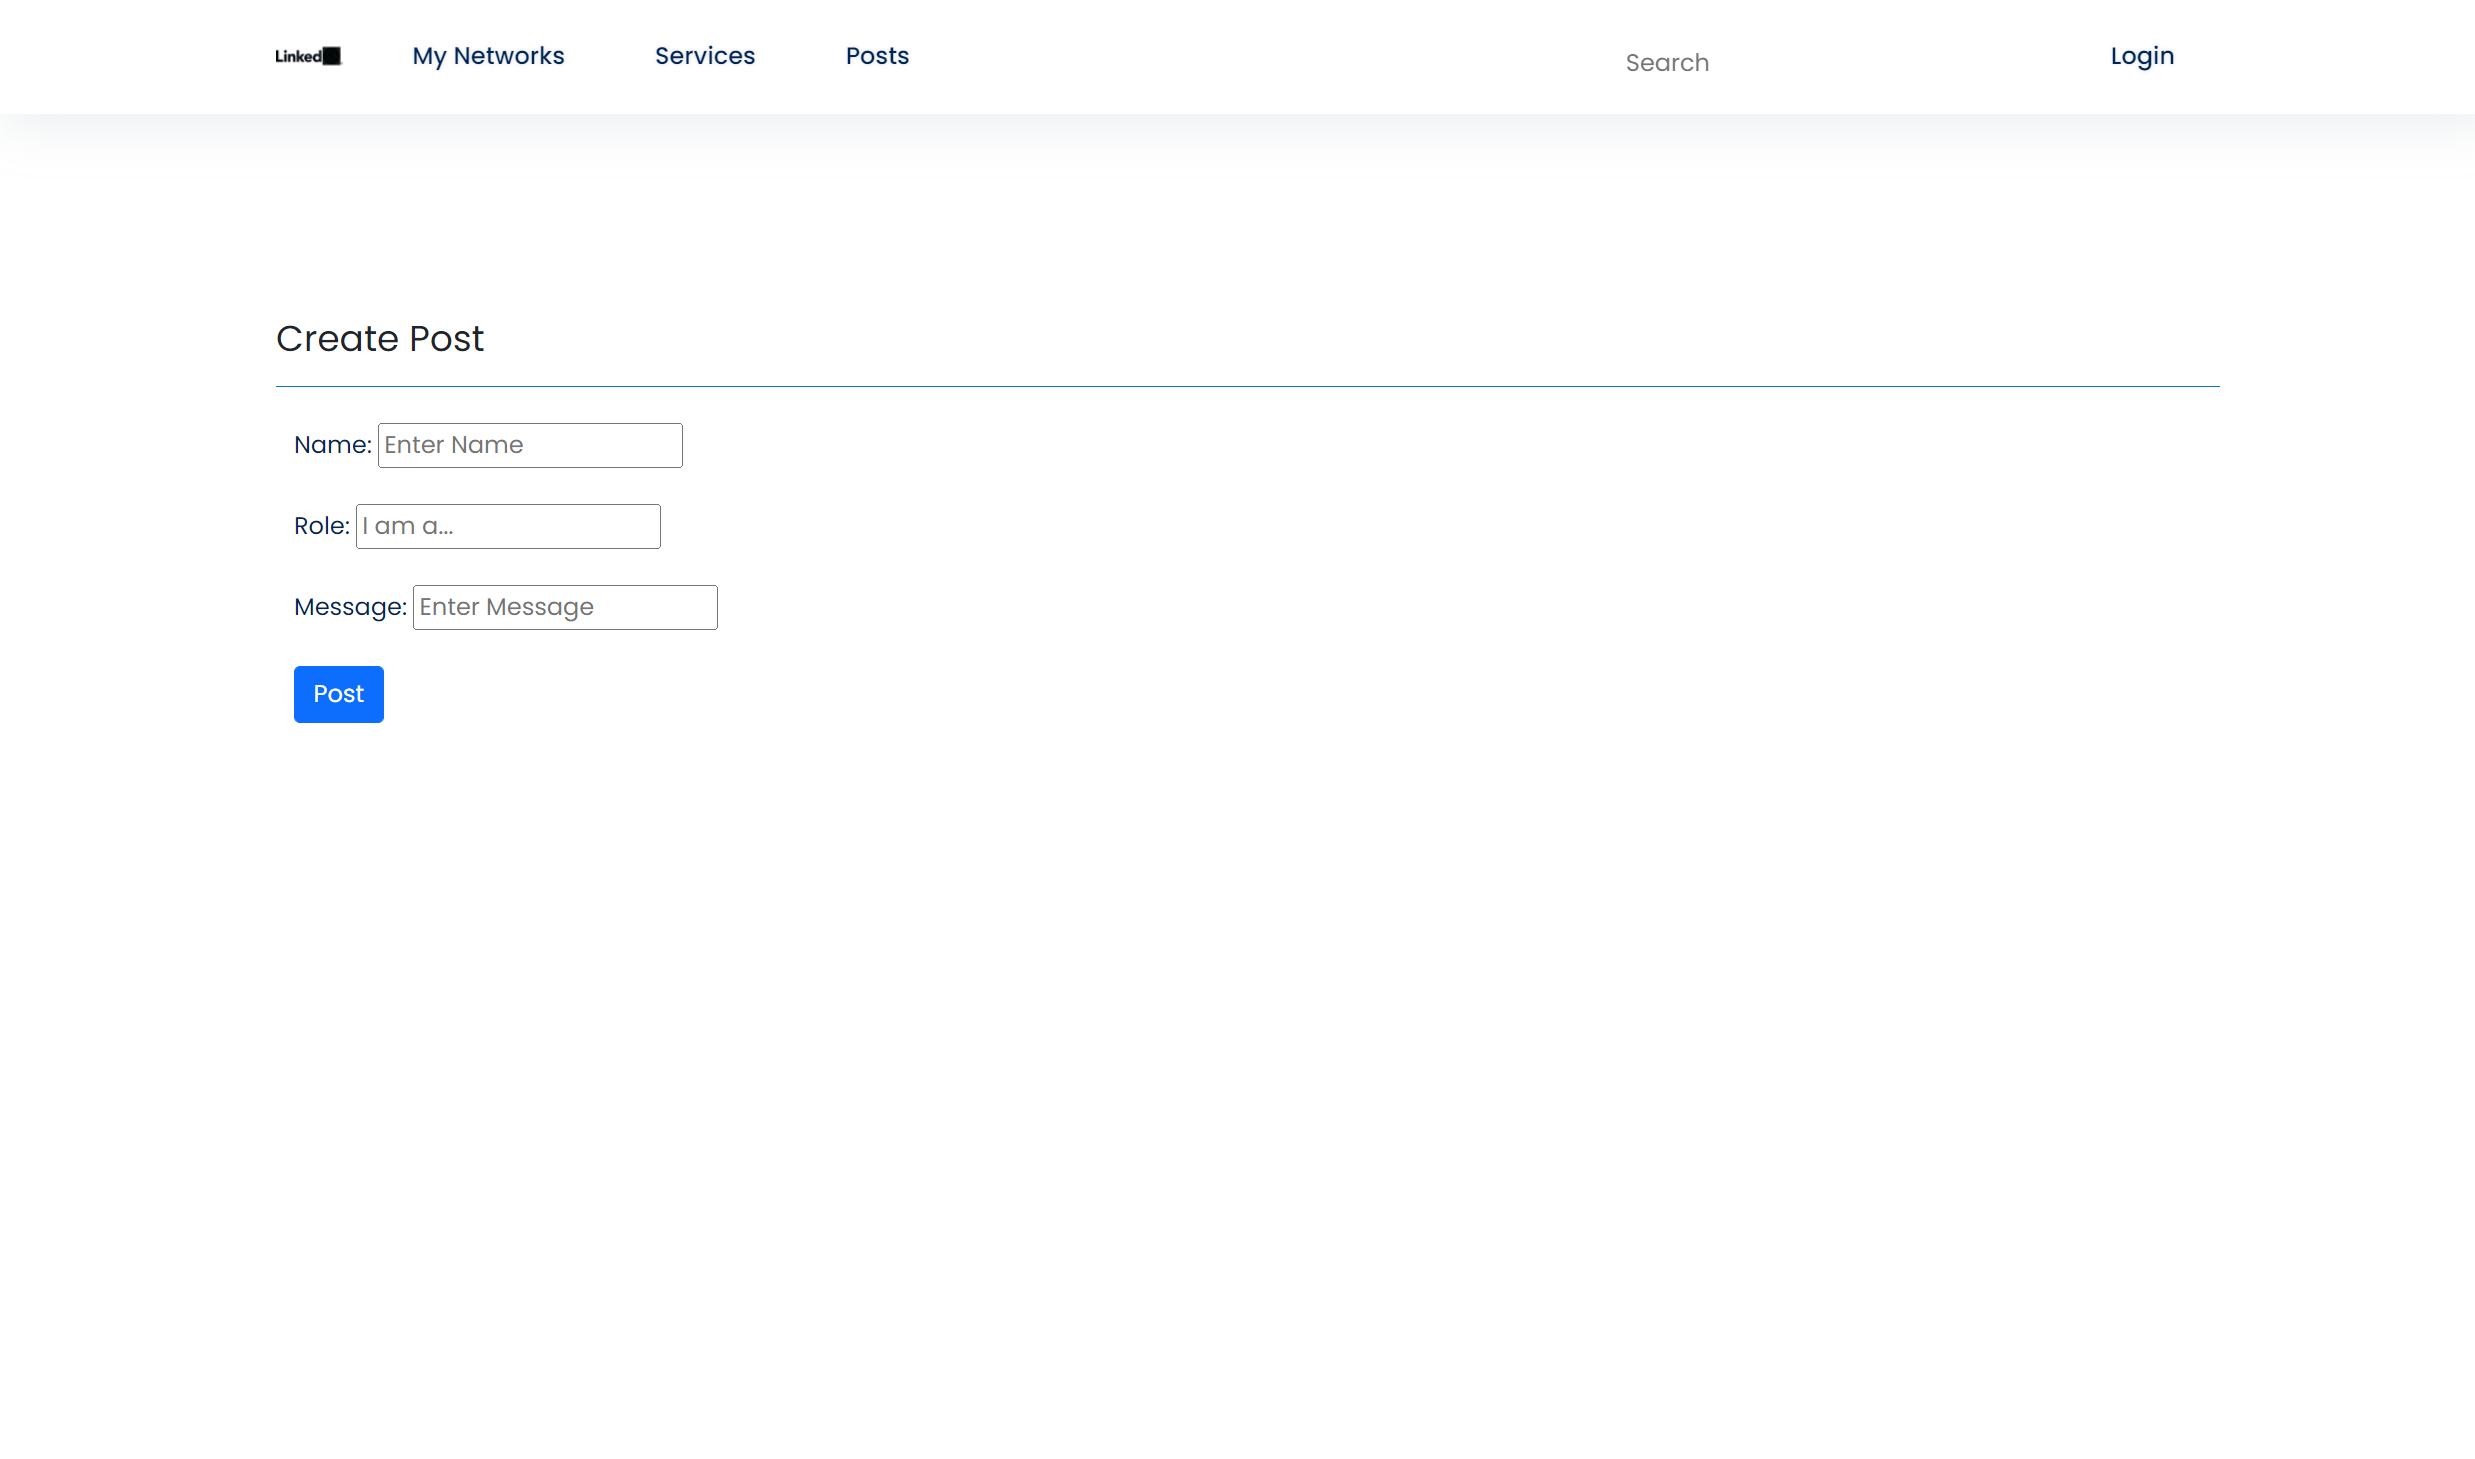 Linked
My Networks Services Posts Search Login
Create Post
Name: Enter Name
Role: I am a...
Message: Enter Message
Post